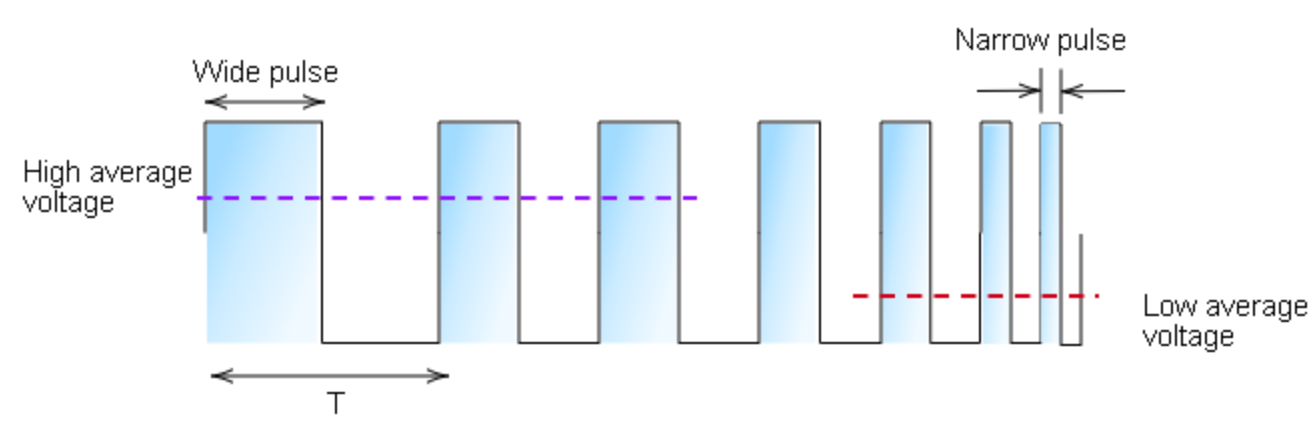 Narrow pulse
Wide pulse
High average
voltage
Low average
voltage
T